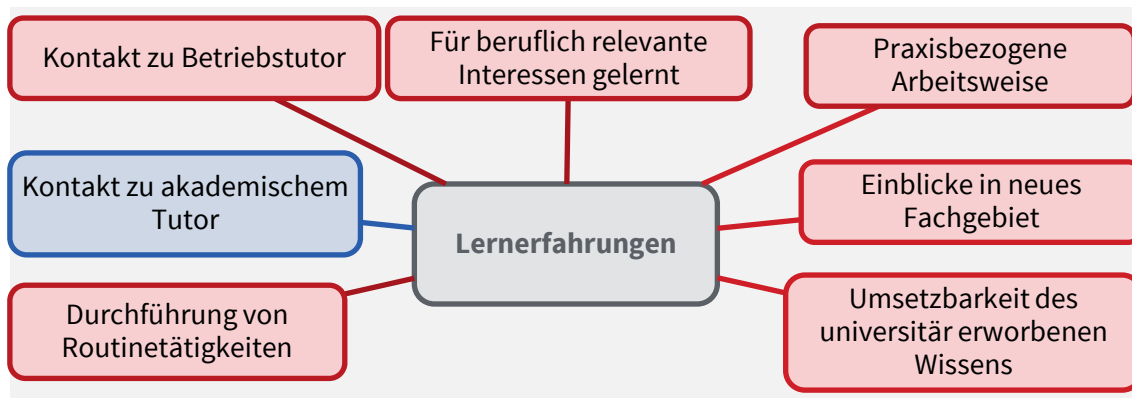 Kontakt zu Betriebstutor
Für beruflich relevante
Interessen gelernt
Praxisbezogene
Arbeitsweise
Kontakt zu akademischem
Tutor
Lernerfahrungen
Einblicke in neues
Fachgebiet
Durchführung von
Routinetätigkeiten
Umsetzbarkeit des
universitär erworbenen
Wissens